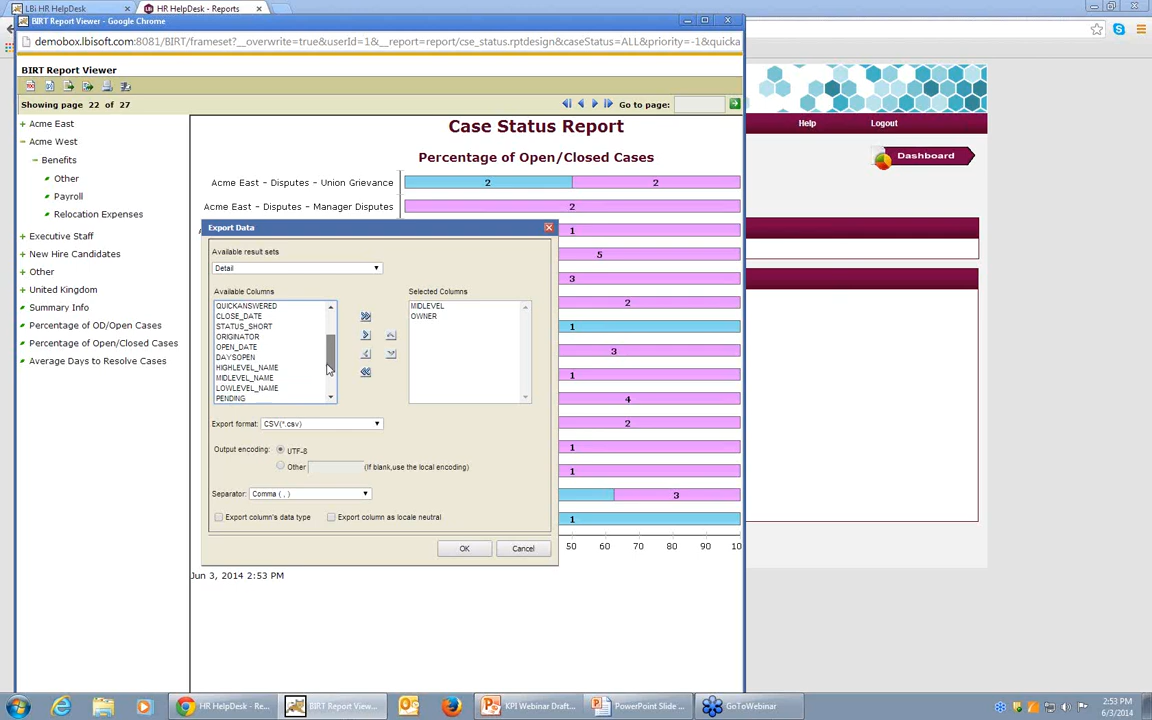 LBi HR HelpDesk
HR HelpDesk - Reports
BIRT Report Viewer - Google Chrome
demobox.lbisoft.com:8081/BIRT/frameset?__overwrite=true&userId=1&__report=report/cse_status.rptdesign&caseStatus=ALL&priority=-1&quicka
BIRT Report Viewer
Showing page 22 of 27
Go to page:
Help
Logout
Dashboard
Acme East
Acme West
Benefits
Other
Payroll
Relocation Expenses
Executive Staff
New Hire Candidates
Other
United Kingdom
Summary Info
Percentage of OD/Open Cases
Percentage of Open/Closed Cases
Average Days to Resolve Cases
Case Status Report
Percentage of Open/Closed Cases
Acme East - Disputes - Union Grievance 2 2
Acme East - Disputes - Manager Disputes 2
1
5
3
2
1
3
1
4
2
1
1
3
1
50 60 70 80 90 10
Jun 3, 2014 2:53 PM
Export Data
Available result sets
Detail
Available Columns
Selected Columns
QUICKANSWERED
CLOSE_DATE
STATUS_SHORT
ORIGINATOR
OPEN_DATE
DAYSOPEN
HIGHLEVEL_NAME
MIDLEVEL_NAME
LOWLEVEL_NAME
PENDING
MIDLEVEL
OWNER
Export format: CSV(*.csv)
Output encoding: UTF-8
Other (If blank,use the local encoding)
Separator: Comma ( , )
Export column's data type Export column as locale neutral
OK Cancel
HR HelpDesk - Re...
BIRT Report View...
KPI Webinar Draft...
PowerPoint Slide ...
GoToWebinar
2:53 PM
6/3/2014